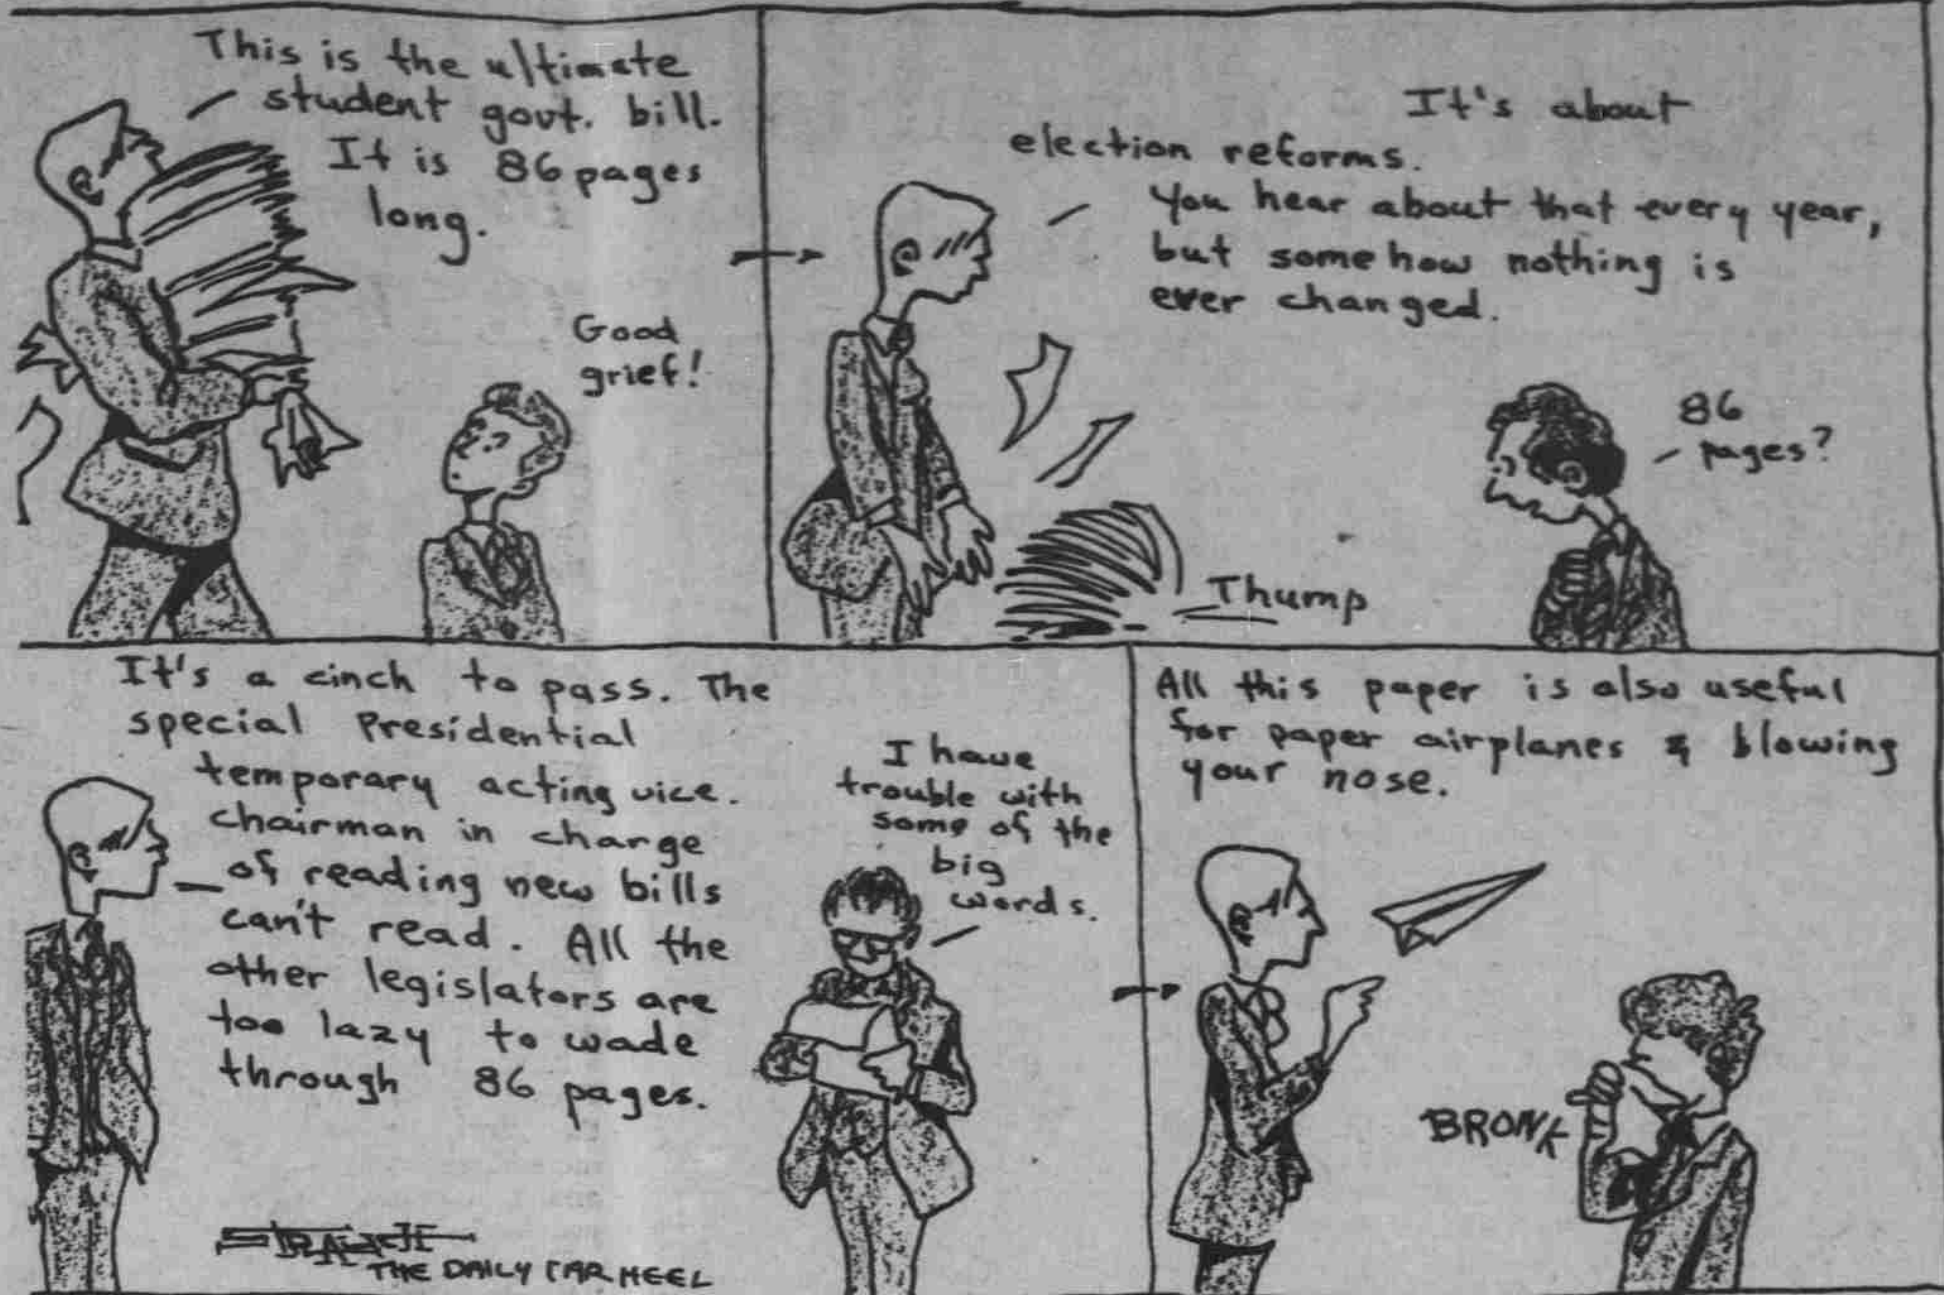 This is the ultimate
student govt. bill.
It is 86 pages
long.
Good
grief!
It's about
election reforms.
You hear about that every year,
but somehow nothing is
ever changed.
86
pages?
Thump
It's a cinch to pass. The
special Presidential
temporary acting vice.
chairman in charge
of reading new bills
can't read. All the
other legislators are
too lazy to wade
through 86 pages.
I have
trouble with
some of the
big
words.
All this paper is also useful
for paper airplanes & blowing
your nose.
BRONK
THE DAILY TAR HEEL